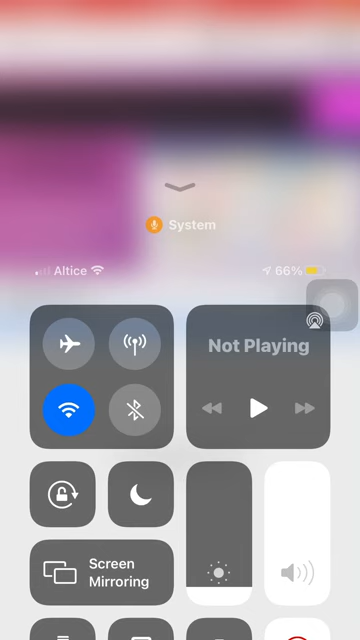 System
Altice 66%
Not Playing
Screen
Mirroring